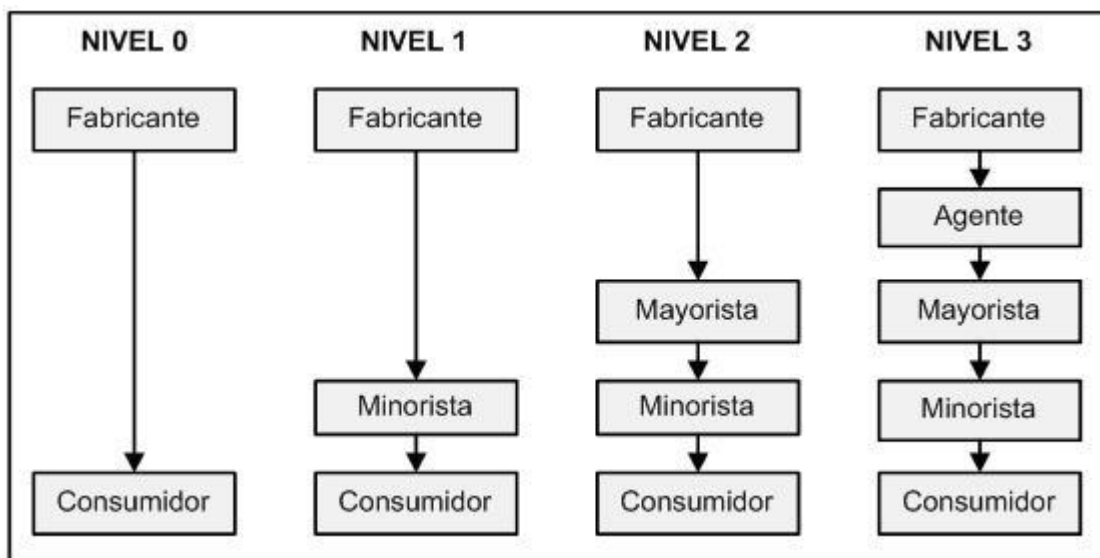 NIVEL 0
NIVEL 1
NIVEL 2
NIVEL 3
Fabricante
Fabricante
Fabricante
Fabricante
Agente
Mayorista
Mayorista
Minorista
Minorista
Minorista
Consumidor
Consumidor
Consumidor
Consumidor